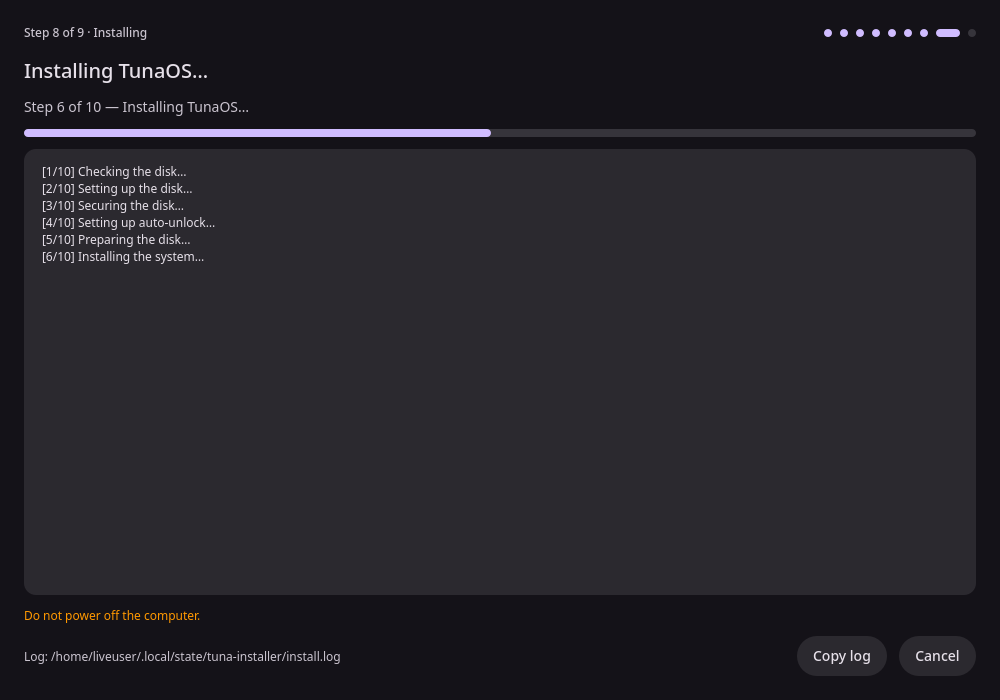 Step 8 of 9 · Installing
Installing TunaOS...
Step 6 of 10 — Installing TunaOS...
[1/10] Checking the disk...
[2/10] Setting up the disk...
[3/10] Securing the disk...
[4/10] Setting up auto-unlock...
[5/10] Preparing the disk...
[6/10] Installing the system...
Do not power off the computer.
Log: /home/liveuser/.local/state/tuna-installer/install.log
Copy log
Cancel